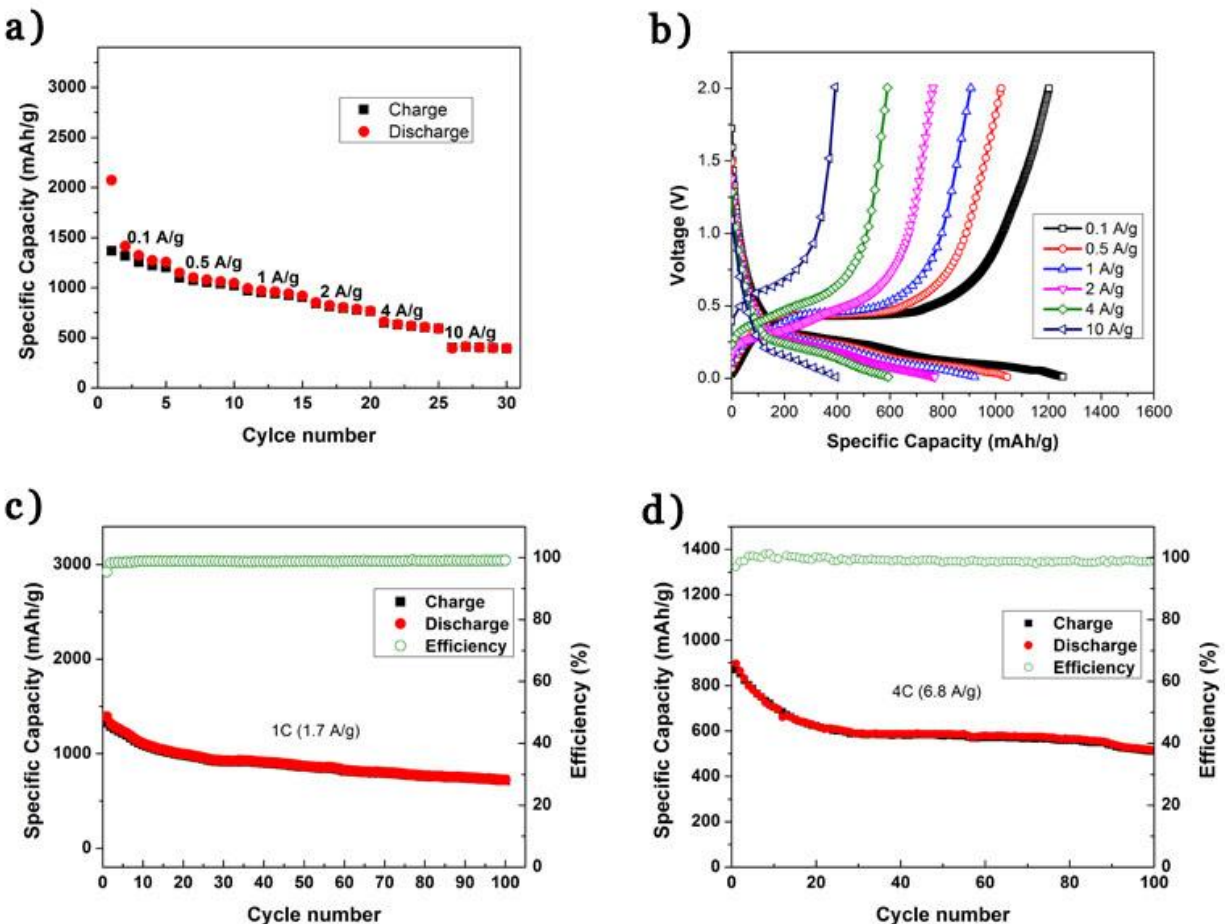 a)
Specific Capacity (mAh/g)
3000
2500
2000
1500
1000
500
0
Charge
Discharge
0.1 A/g
0.5 A/g
1 A/g
2 A/g
4 A/g
10 A/g
0 5 10 15 20 25 30
Cylce number
b)
Voltage (V)
2.0
1.5
1.0
0.5
0.0
0.1 A/g
0.5 A/g
1 A/g
2 A/g
4 A/g
10 A/g
0 200 400 600 800 1000 1200 1400 1600
Specific Capacity (mAh/g)
c)
Specific Capacity (mAh/g)
3000
2000
1000
0
Charge
Discharge
Efficiency
1C (1.7 A/g)
100
80
60
40
20
0
Efficiency (%)
0 10 20 30 40 50 60 70 80 90 100
Cycle number
d)
Specific Capacity (mAh/g)
1400
1200
1000
800
600
400
200
0
Charge
Discharge
Efficiency
4C (6.8 A/g)
100
80
60
40
20
0
Efficiency (%)
0 20 40 60 80 100
Cycle number